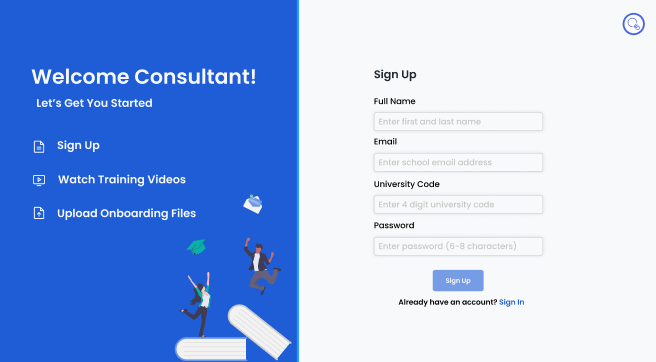 Welcome Consultant!
Let's Get You Started
Sign Up
Watch Training Videos
Upload Onboarding Files
Sign Up
Full Name
Enter first and last name
Email
Enter school email address
University Code
Enter 4 digit university code
Password
Enter password (6-8 characters)
Sign Up
Already have an account? Sign In